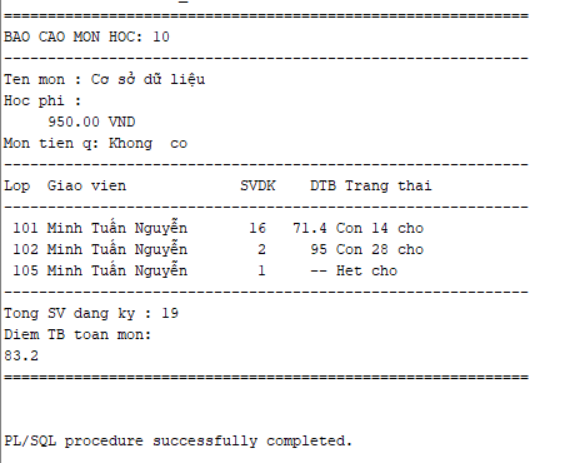 ============================================================
BAO CAO MON HOC: 10
------------------------------------------------------------
Ten mon : Cơ sở dữ liệu
Hoc phi :
     950.00 VND
Mon tien q: Khong  co
------------------------------------------------------------
Lop  Giao vien             SVDK    DTB Trang thai
------------------------------------------------------------
 101 Minh Tuấn Nguyễn       16   71.4 Con 14 cho
 102 Minh Tuấn Nguyễn        2     95 Con 28 cho
 105 Minh Tuấn Nguyễn        1     -- Het cho
------------------------------------------------------------
Tong SV dang ky : 19
Diem TB toan mon:
83.2
============================================================
PL/SQL procedure successfully completed.